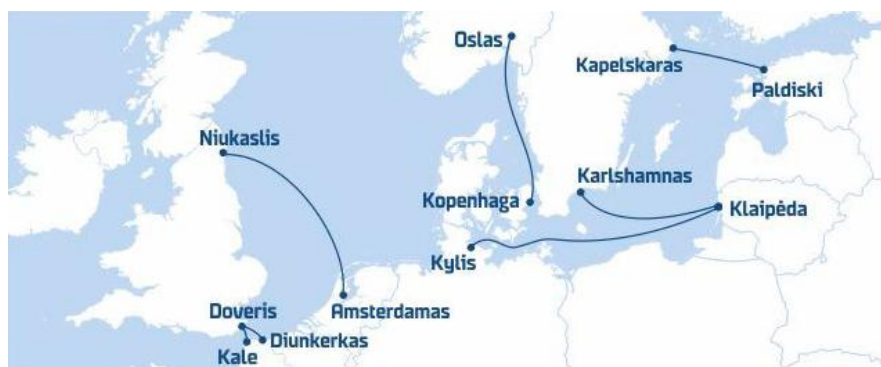 Oslas
Kapelskaras
Paldiski
Niukaslis
Karlshamnas
Kopenhaga
Klaipėda
Kylis
Doveris
Amsterdamas
Diunkerkas
Kale